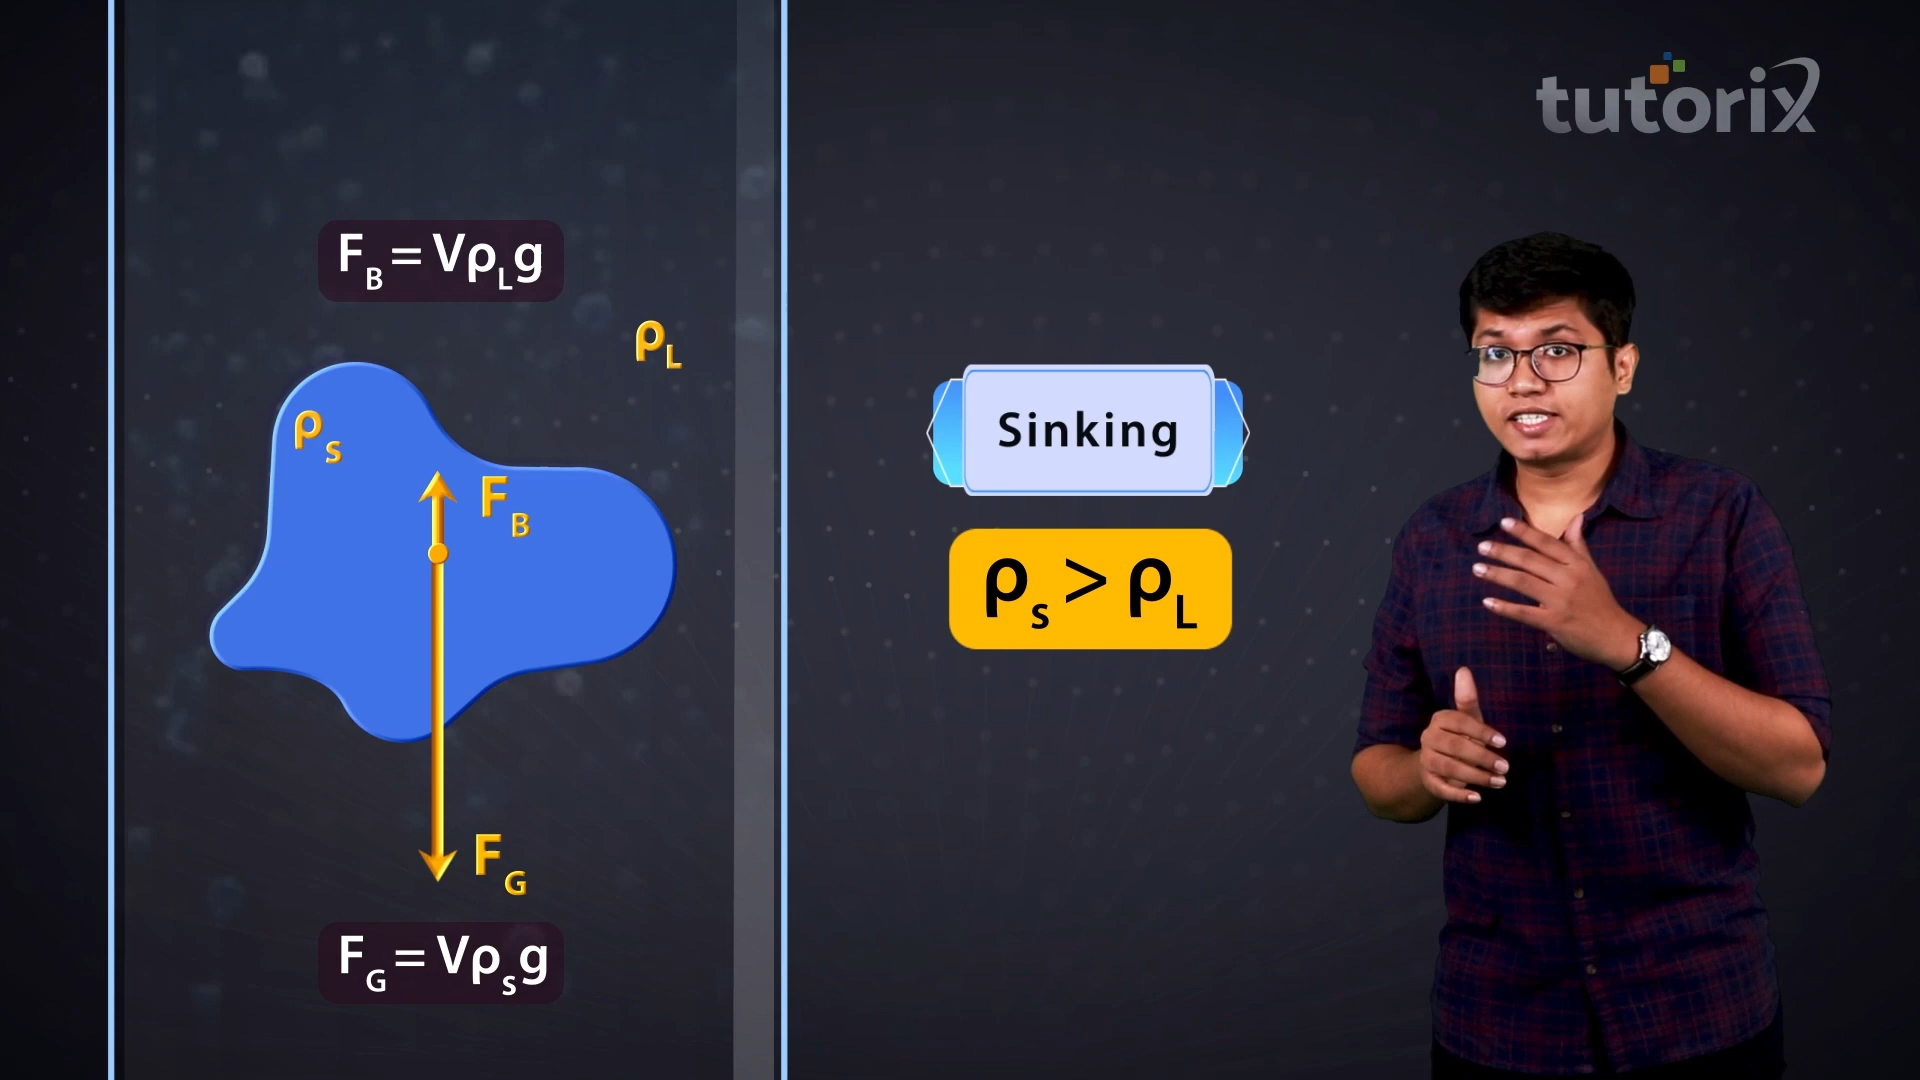 tutorix
F_B = Vρ_Lg
ρ_L
ρ_s
F_B
Sinking
ρ_s > ρ_L
F_G
F_G = Vρ_sg